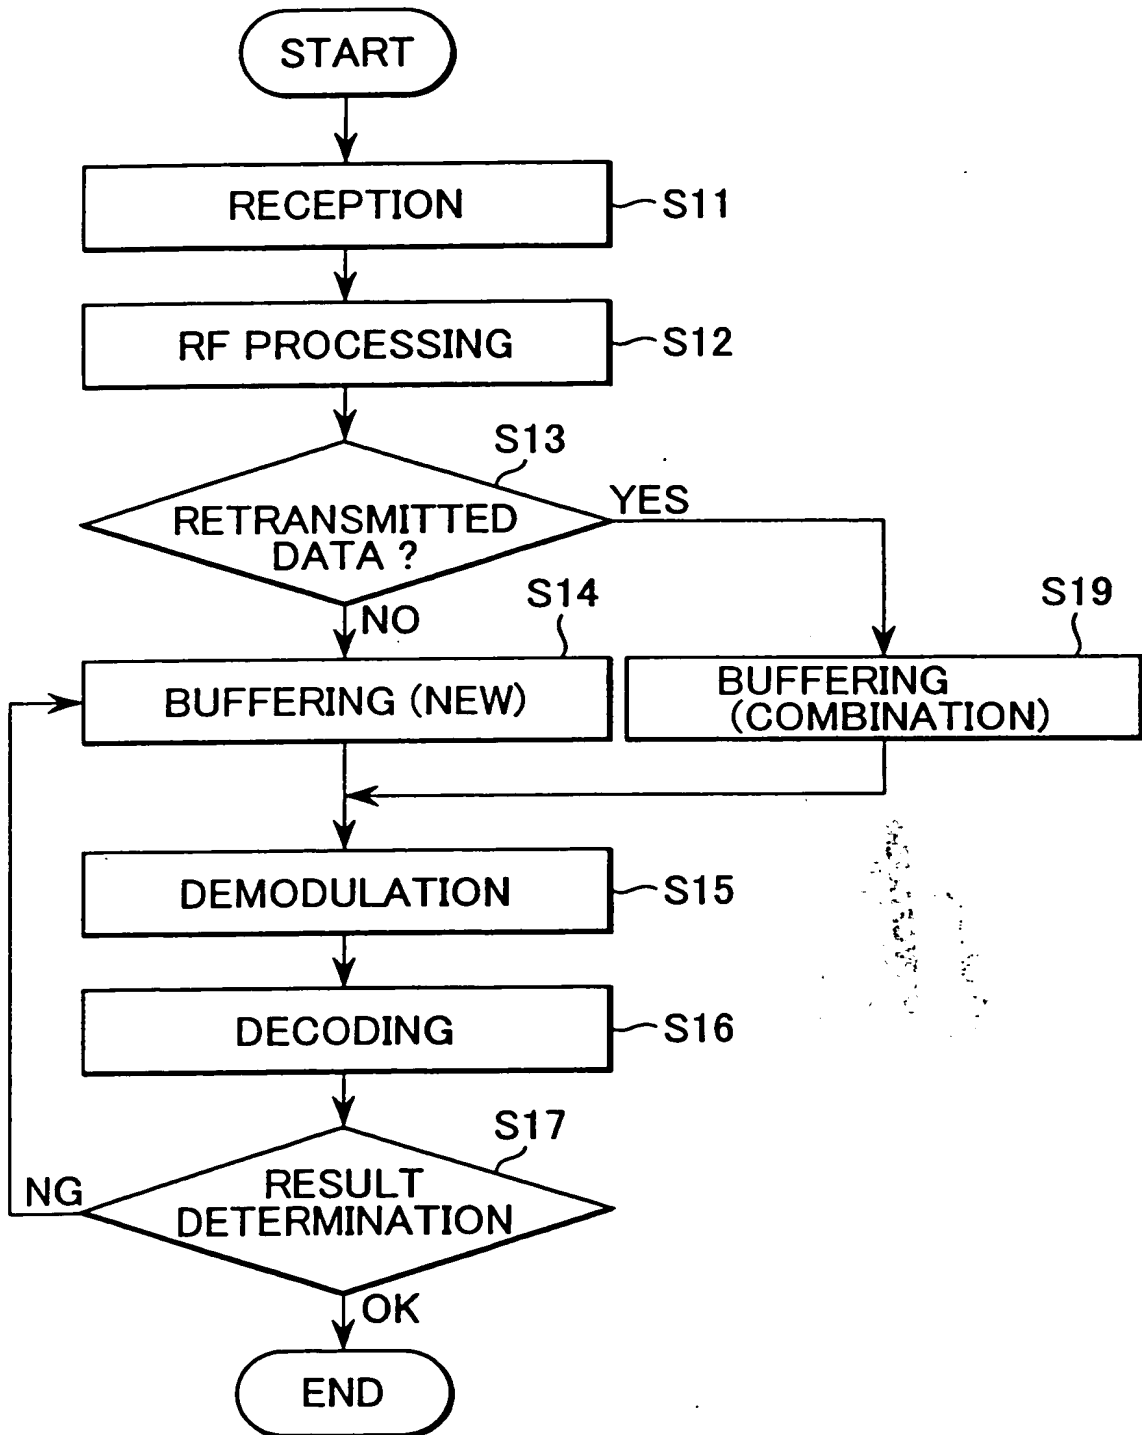 START
RECEPTION
S11
RF PROCESSING
S12
S13
RETRANSMITTED
DATA ?
YES
NO
S14
S19
BUFFERING (NEW)
BUFFERING
(COMBINATION)
DEMODULATION
S15
DECODING
S16
S17
RESULT
DETERMINATION
NG
OK
END